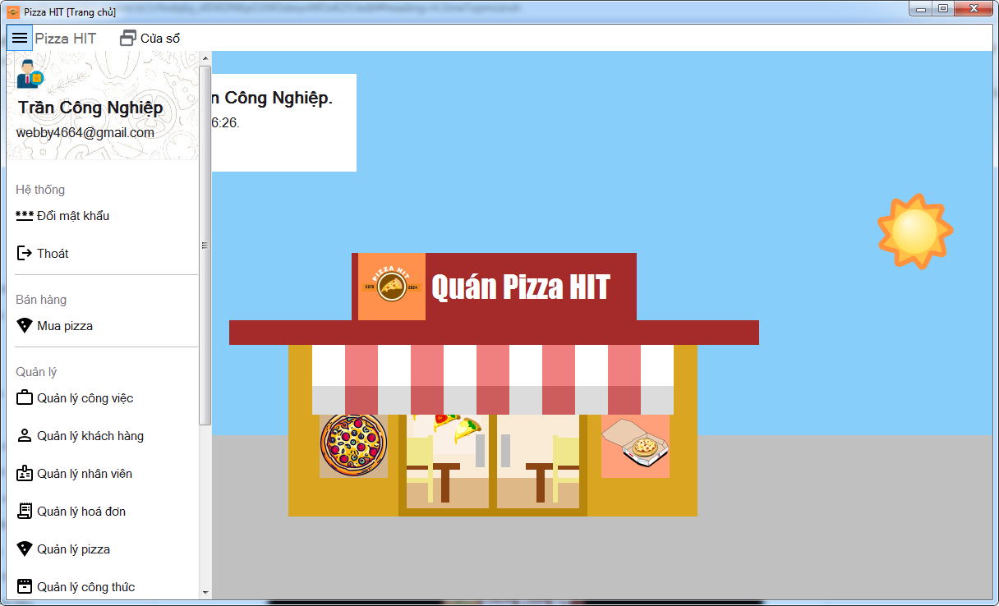 Pizza HIT [Trang chủ]
Pizza HIT
Cửa sổ
Trần Công Nghiệp
webby4664@gmail.com
n Công Nghiệp.
6:26.
Hệ thống
*** Đổi mật khẩu
Thoát
Bán hàng
Mua pizza
Quản lý
Quản lý công việc
Quản lý khách hàng
Quản lý nhân viên
Quản lý hoá đơn
Quản lý pizza
Quản lý công thức
PIZZA HIT
ESTD 2024
Quán Pizza HIT